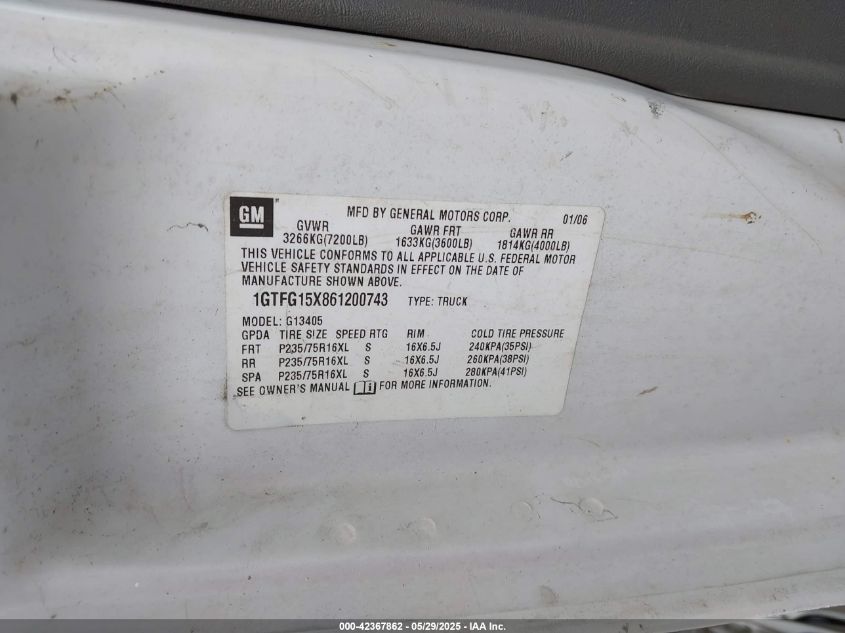 GM
MFD BY GENERAL MOTORS CORP. 01/06
GVWR GAWR FRT GAWR RR
3266KG(7200LB) 1633KG(3600LB) 1814KG(4000LB)
THIS VEHICLE CONFORMS TO ALL APPLICABLE U.S. FEDERAL MOTOR
VEHICLE SAFETY STANDARDS IN EFFECT ON THE DATE OF
MANUFACTURE SHOWN ABOVE.
1GTFG15X861200743 TYPE: TRUCK
MODEL: G13405
GPDA TIRE SIZE SPEED RTG RIM COLD TIRE PRESSURE
FRT P235/75R16XL S 16X6.5J 240KPA(35PSI)
RR P235/75R16XL S 16X6.5J 260KPA(38PSI)
SPA P235/75R16XL S 16X6.5J 280KPA(41PSI)
SEE OWNER'S MANUAL FOR MORE INFORMATION.
000-42367862 - 05/29/2025 - IAA Inc.